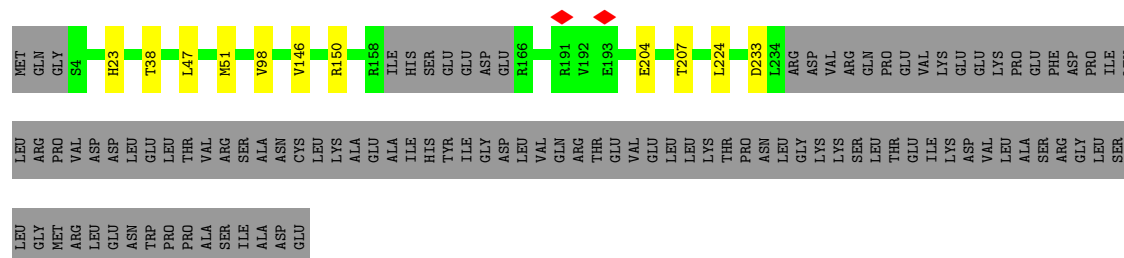 MET GLN GLY S4 H23 T38 L47 M51 V98 V146 R150 R158 ILE HIS SER GLU GLU ASP GLU R166 R191 V192 E193 E204 T207 L224 D233 L234 ARG ASP VAL ARG GLN PRO GLU VAL LYS GLU GLU LYS PRO GLU PHE ASP PRO ILE
LEU ARG PRO VAL ASP ASP LEU GLU LEU THR VAL ARG SER ALA ASN CYS LEU LYS ALA GLU ALA ILE HIS TYR ILE GLY ASP LEU VAL GLN ARG THR GLU VAL GLU LEU LEU LYS THR PRO ASN LEU GLY LYS LYS SER LEU THR GLU ILE LYS ASP VAL LEU ALA SER ARG GLY LEU SER
LEU GLY MET ARG LEU GLU ASN TRP PRO PRO ALA SER ILE ALA ASP GLU